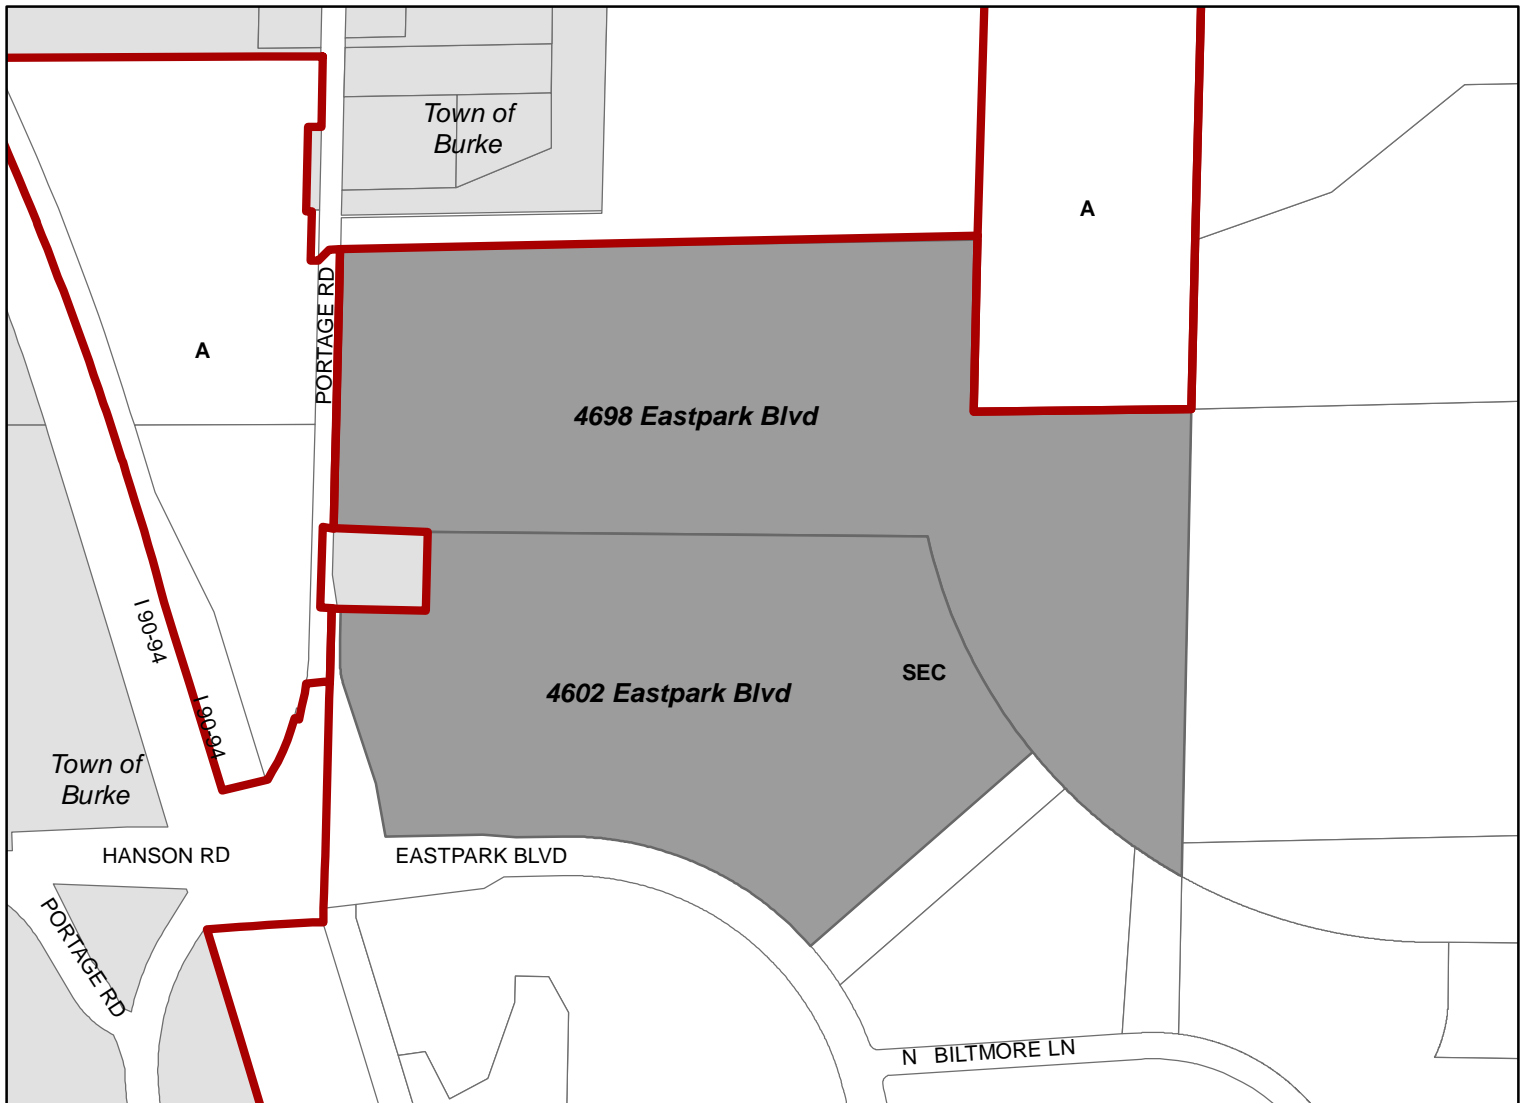 Town of
Burke
A
PORTAGE RD
A
4698 Eastpark Blvd
I 90-94
SEC
4602 Eastpark Blvd
I 90-94
Town of
Burke
HANSON RD
EASTPARK BLVD
PORTAGE RD
N BILTMORE LN